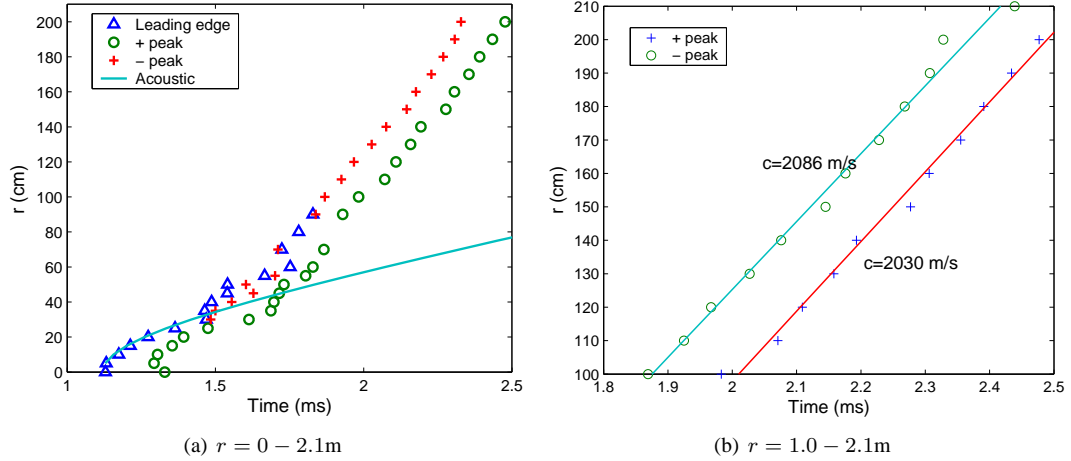 200
180
160
140
120
100
80
60
40
20
0
r (cm)
Leading edge
+ peak
− peak
Acoustic
1
1.5
2
2.5
Time (ms)
(a) r = 0 − 2.1m
210
200
190
180
170
160
150
140
130
120
110
100
r (cm)
+ peak
− peak
c=2086 m/s
c=2030 m/s
1.8
1.9
2
2.1
2.2
2.3
2.4
2.5
Time (ms)
(b) r = 1.0 − 2.1m